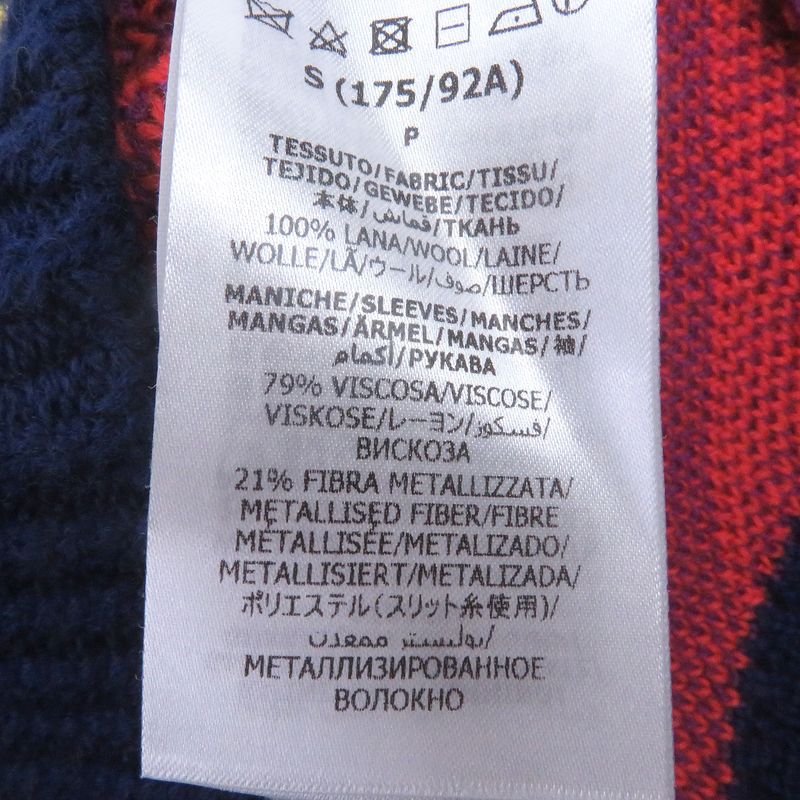 S (175/92A)
P
TESSUTO/FABRIC/TISSU/
TEJIDO/GEWEBE/TECIDO/
本体/قماش/ТКАНЬ
100% LANA/WOOL/LAINE/
WOLLE/LÃ/ウール/صوف/ШЕРСТЬ
MANICHE/SLEEVES/MANCHES/
MANGAS/ÄRMEL/MANGAS/袖/
أكمام/РУКАВА
79% VISCOSA/VISCOSE/
VISKOSE/レーヨン/فسكوز/
ВИСКОЗА
21% FIBRA METALLIZZATA/
METALLISED FIBER/FIBRE
MÉTALLISÉE/METALIZADO/
METALLISIERT/METALIZADA/
ポリエステル(スリット糸使用)/
بوليستر ممعدن/
МЕТАЛЛИЗИРОВАННОЕ
ВОЛОКНО